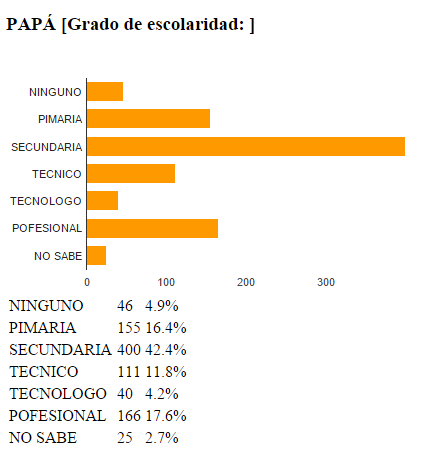 PAPÁ [Grado de escolaridad: ]
NINGUNO
PIMARIA
SECUNDARIA
TECNICO
TECNOLOGO
POFESIONAL
NO SABE
0 100 200 300
NINGUNO 46 4.9%
PIMARIA 155 16.4%
SECUNDARIA 400 42.4%
TECNICO 111 11.8%
TECNOLOGO 40 4.2%
POFESIONAL 166 17.6%
NO SABE 25 2.7%